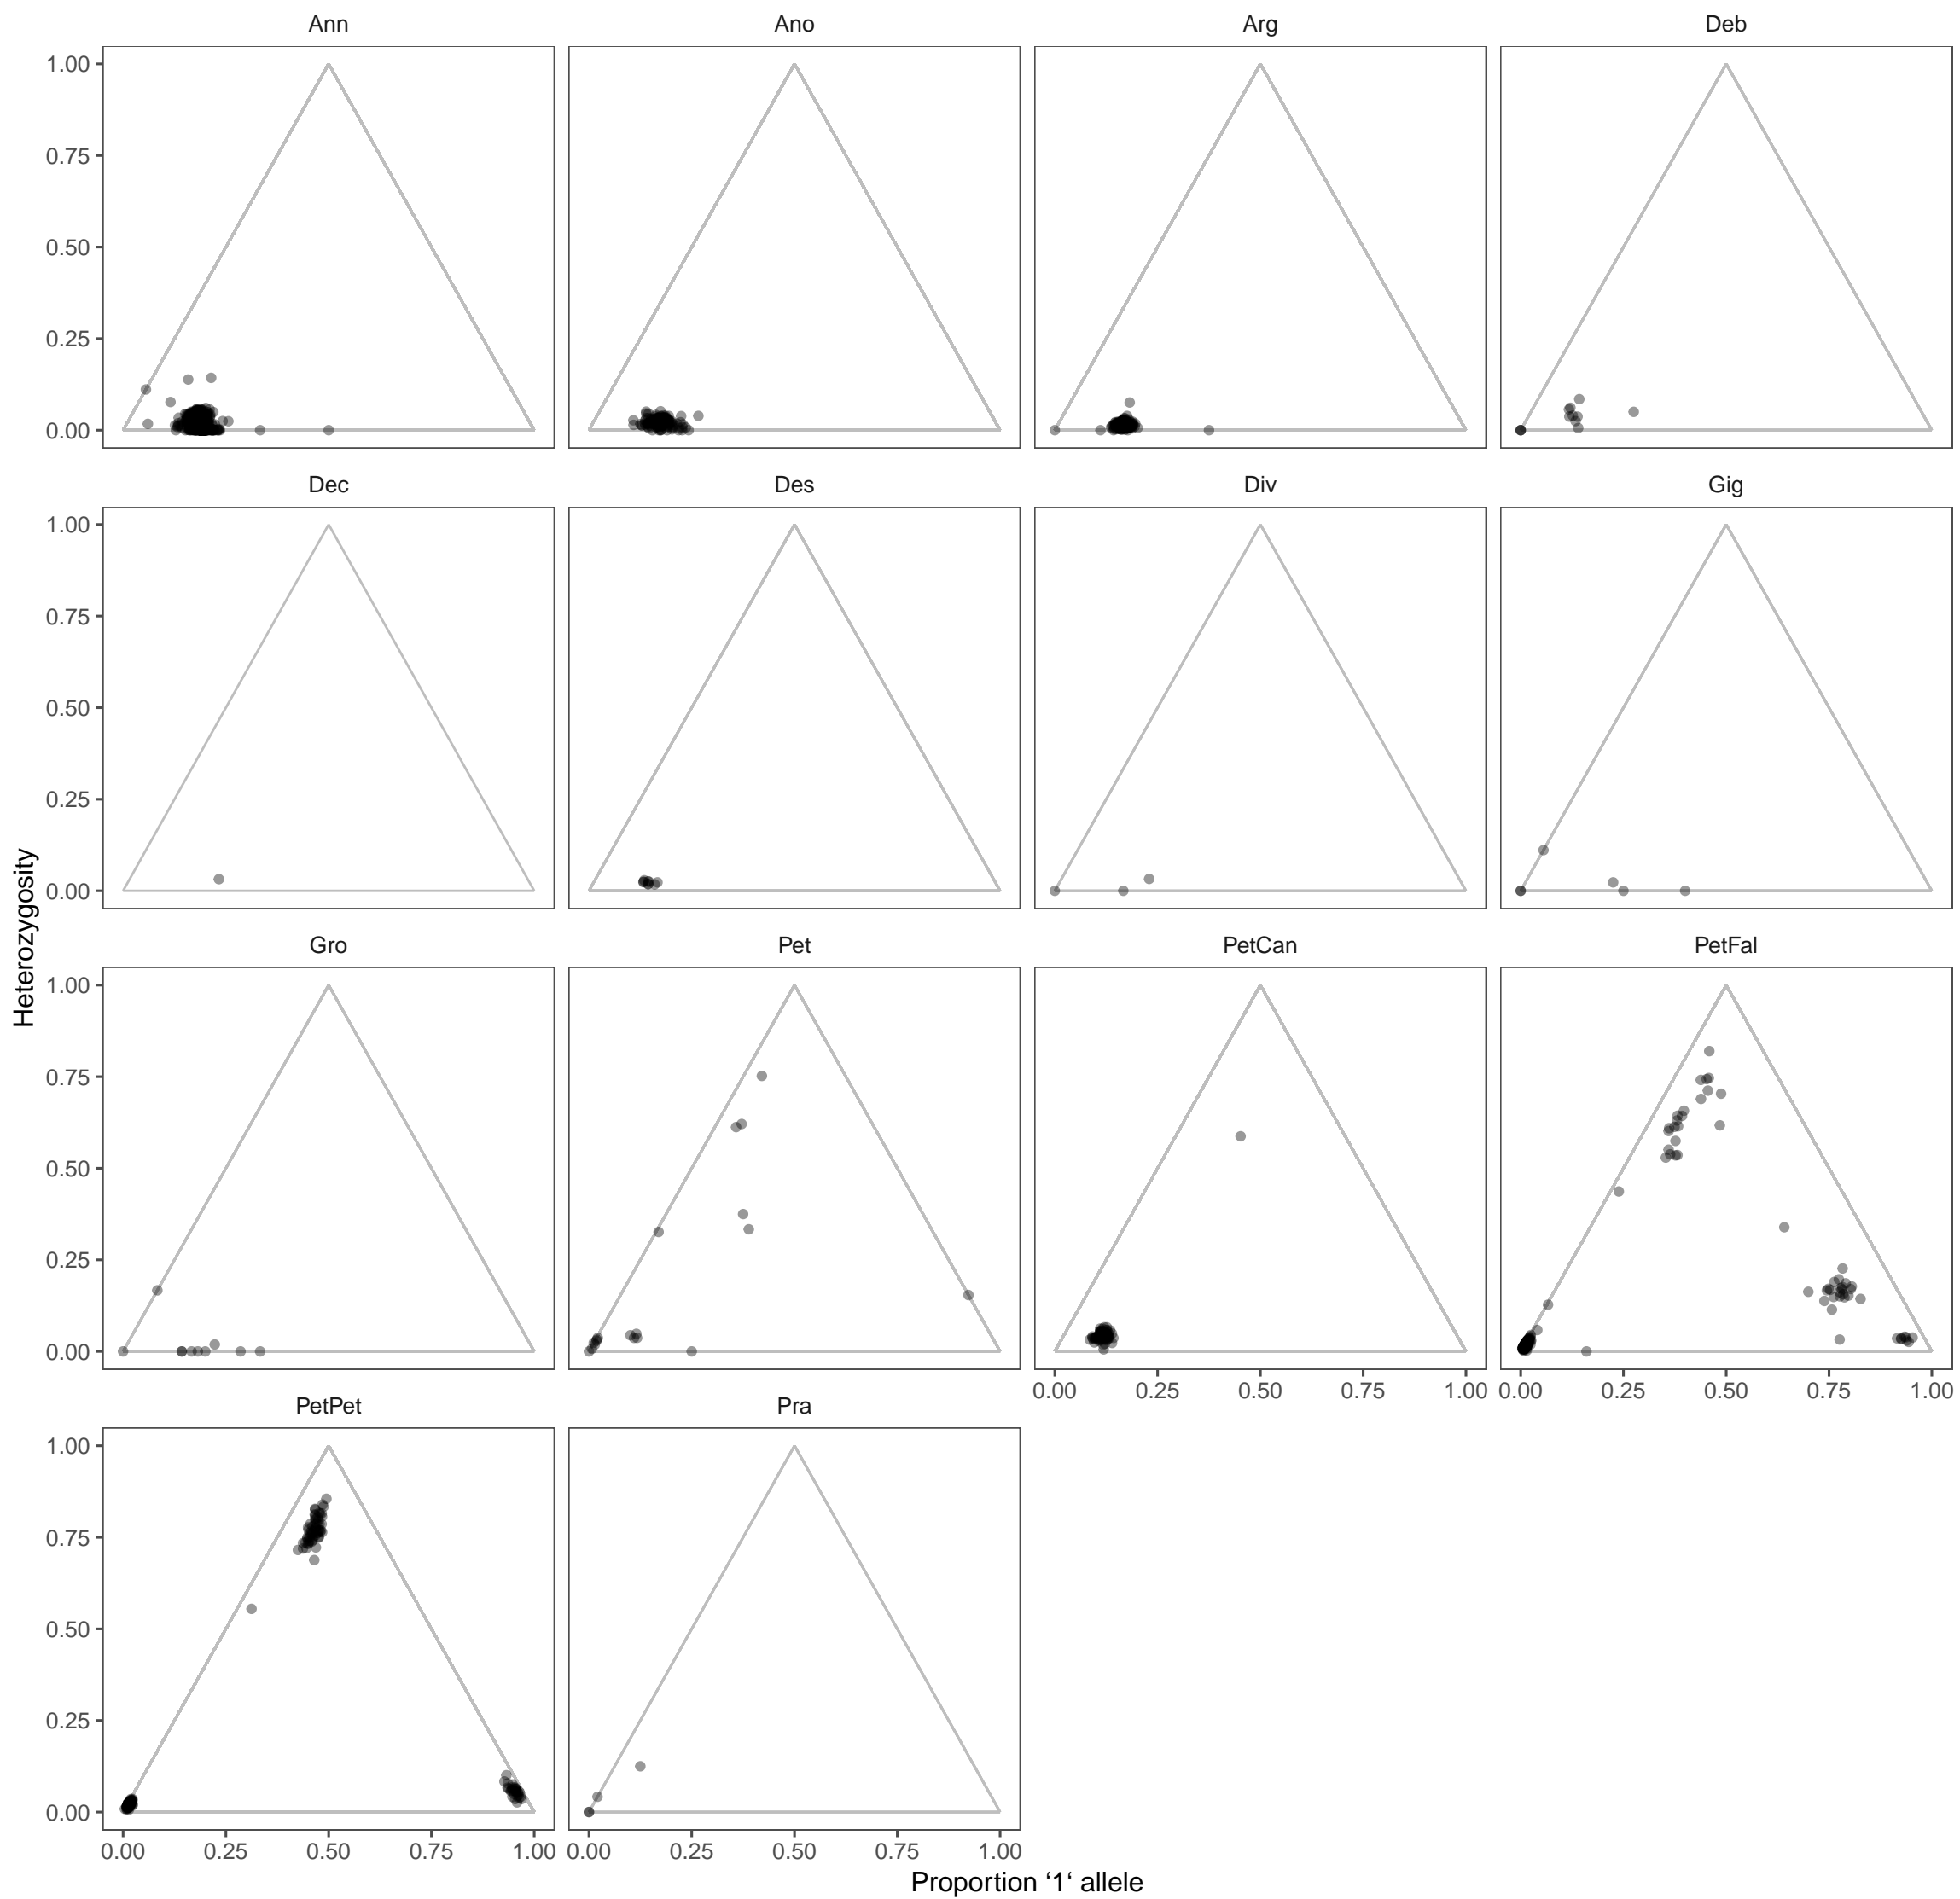 Ann Ano Arg Deb
1.00
0.75
0.50
0.25
0.00
Dec Des Div Gig
1.00
0.75
0.50
0.25
0.00
Heterozygosity
Gro Pet PetCan PetFal
1.00
0.75
0.50
0.25
0.00
0.00 0.25 0.50 0.75 1.00 0.00 0.25 0.50 0.75 1.00
PetPet Pra
1.00
0.75
0.50
0.25
0.00
0.00 0.25 0.50 0.75 1.00 0.00 0.25 0.50 0.75 1.00
Proportion ‘1‘ allele